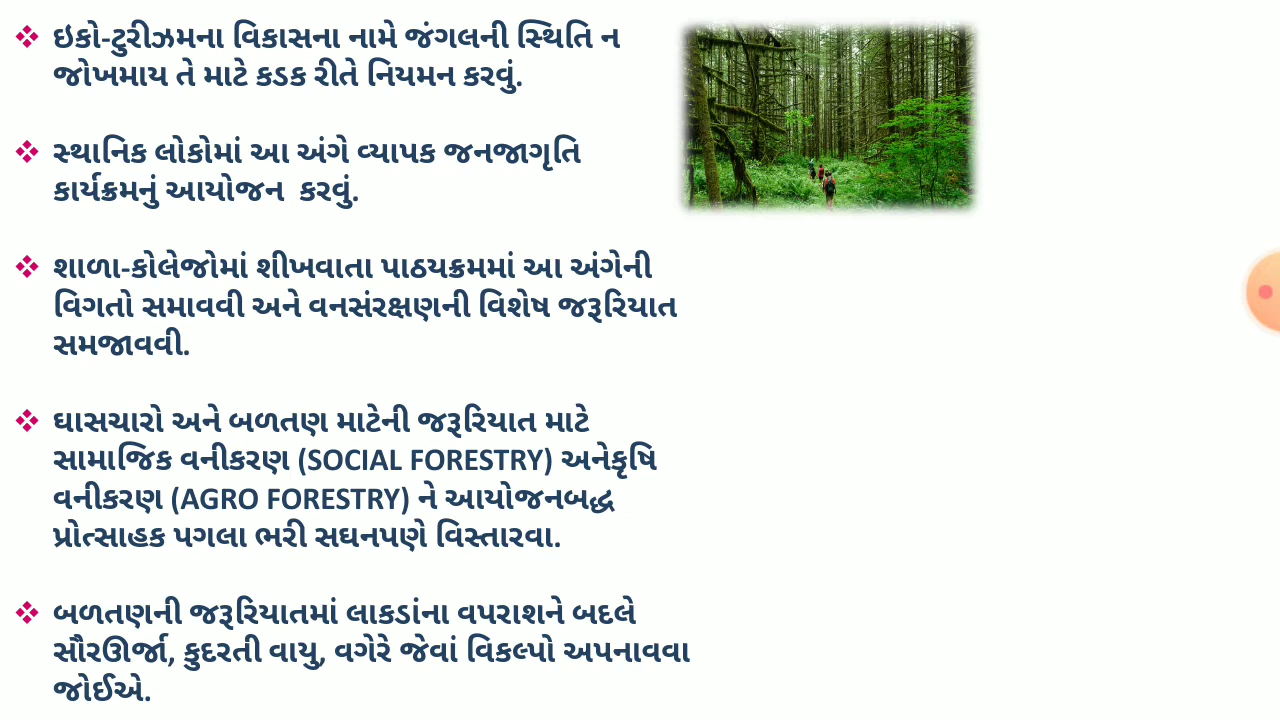 ❖ ઇકો-ટુરીઝમના વિકાસના નામે જંગલની સ્થિતિ ન
જોખમાય તે માટે કડક રીતે નિયમન કરવું.
❖ સ્થાનિક લોકોમાં આ અંગે વ્યાપક જનજાગૃતિ
કાર્યક્રમનું આયોજન કરવું.
❖ શાળા-કોલેજોમાં શીખવાતા પાઠયક્રમમાં આ અંગેની
વિગતો સમાવવી અને વનસંરક્ષણની વિશેષ જરૂરિયાત
સમજાવવી.
❖ ઘાસચારો અને બળતણ માટેની જરૂરિયાત માટે
સામાજિક વનીકરણ (SOCIAL FORESTRY) અનેકૃષિ
વનીકરણ (AGRO FORESTRY) ને આયોજનબદ્ધ
પ્રોત્સાહક પગલા ભરી સઘનપણે વિસ્તારવા.
❖ બળતણની જરૂરિયાતમાં લાકડાંના વપરાશને બદલે
સૌરઊર્જા, કુદરતી વાયુ, વગેરે જેવાં વિકલ્પો અપનાવવા
જોઈએ.